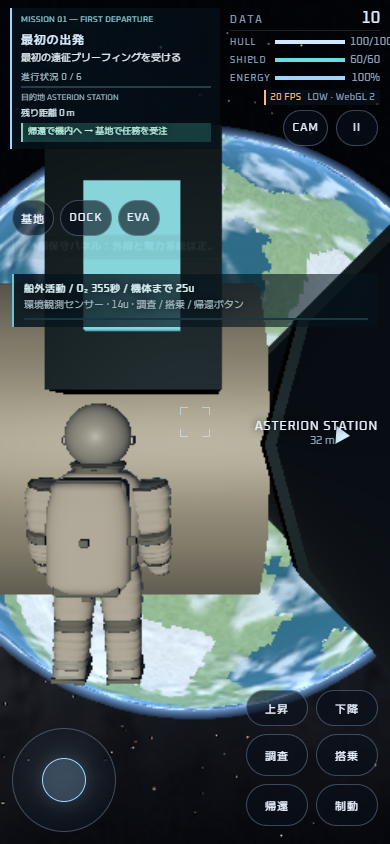 MISSION 01 — FIRST DEPARTURE
最初の出発
最初の遠征ブリーフィングを受ける
進行状況 0 / 6
目的地 ASTERION STATION
残り距離 0 m
帰還で機内へ → 基地で任務を受注
DATA 10
HULL 100/100
SHIELD 60/60
ENERGY 100%
20 FPS LOW · WebGL 2
CAM II
基地 DOCK EVA
船外活動 / O₂ 355秒 / 機体まで 25u
環境観測センサー · 14u · 調査 / 搭乗 / 帰還ボタン
ASTERION STATION
32 m
上昇 下降
調査 搭乗
帰還 制動